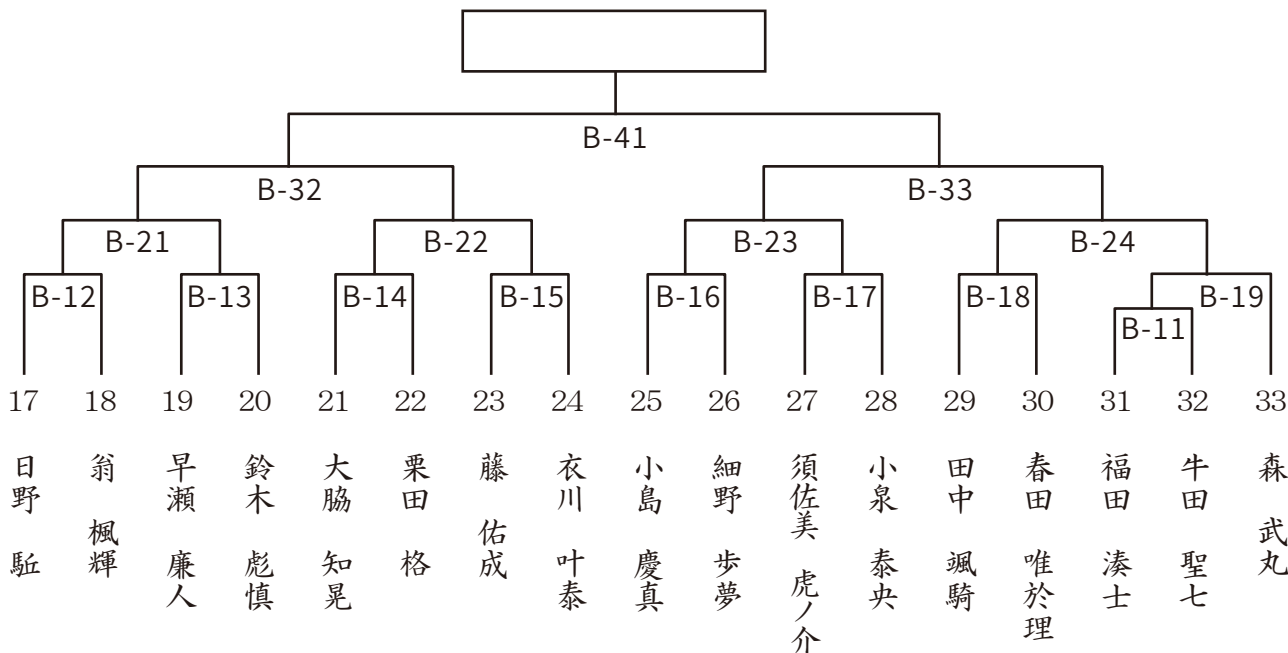 B-41
B-32
B-33
B-21
B-22
B-23
B-24
B-12
B-13
B-14
B-15
B-16
B-17
B-18
B-19
B-11
17
18
19
20
21
22
23
24
25
26
27
28
29
30
31
32
33
日野 駈
翁 楓輝
早瀬 廉人
鈴木 彪慎
大脇 知晃
栗田 格
藤 佑成
衣川 叶泰
小島 慶真
細野 歩夢
須佐美 虎ノ介
小泉 泰央
田中 颯騎
春田 唯於理
福田 湊士
牛田 聖七
森 武丸